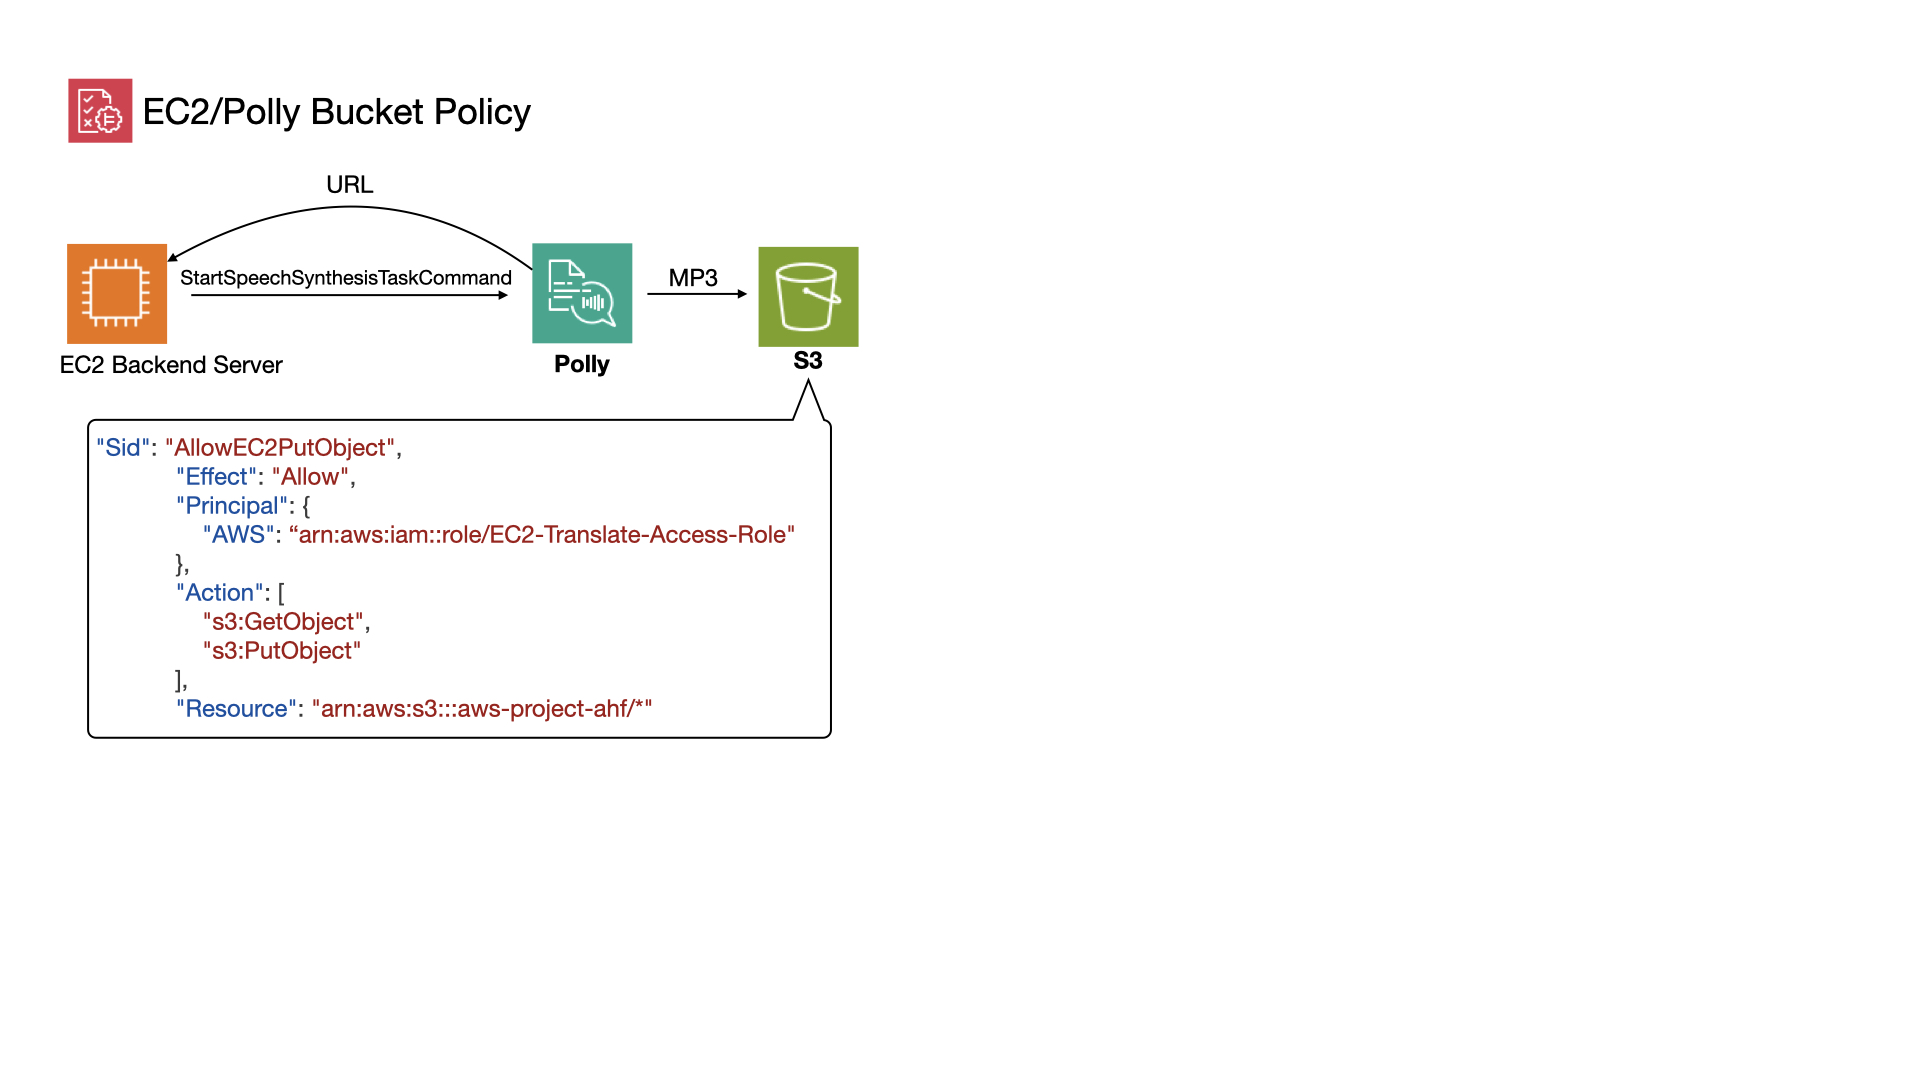 EC2/Polly Bucket Policy
URL
StartSpeechSynthesisTaskCommand
MP3
EC2 Backend Server
Polly
S3
"Sid": "AllowEC2PutObject",
"Effect": "Allow",
"Principal": {
"AWS": “arn:aws:iam::role/EC2-Translate-Access-Role"
},
"Action": [
"s3:GetObject",
"s3:PutObject"
],
"Resource": "arn:aws:s3:::aws-project-ahf/*"